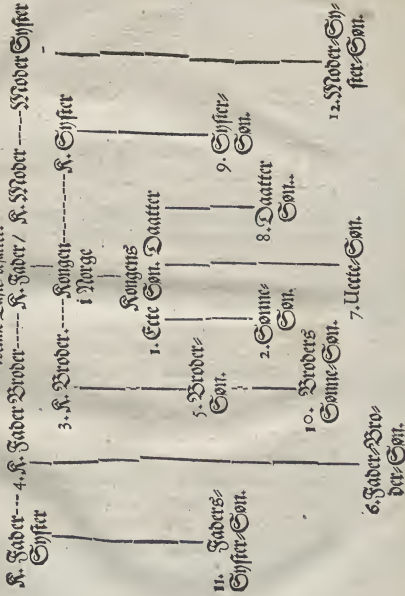 K. Fader --- 4. K. Fader Broder ----- K. Fader / K. Moder ----- Moder Syster
Syster
3. K. Broder. ---- Kongen -------- K. Syster
i Norge
Kongens
1. Ecte Søn. Daatter
9. Syster⸗
Søn.
5. Broder⸗
Søn.
2. Sønne⸗
Søn.
8. Daatter
Søn..
11. Faders⸗
Syster⸗Søn.
10. Broders
Sønne⸗Søn.
7. Uecte⸗Søn.
12. Moder⸗Sy⸗
ster⸗Søn.
6. Fader⸗Bro⸗
der⸗Søn.